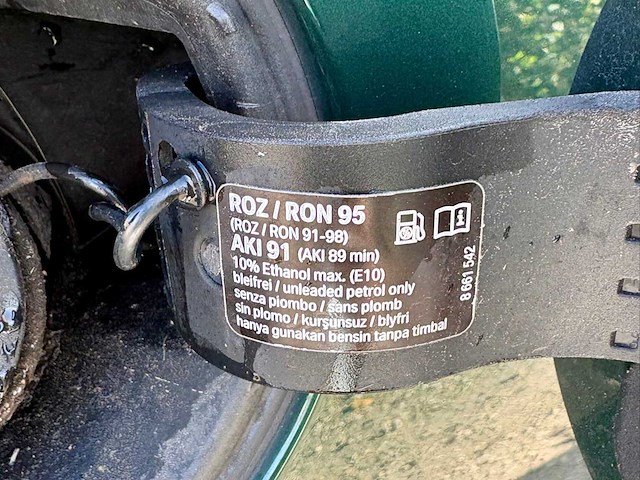 ROZ / RON 95
(ROZ / RON 91-98)
AKI 91 (AKI 89 min)
10% Ethanol max. (E10)
bleifrei / unleaded petrol only
senza piombo / sans plomb
sin plomo / kurşunsuz / blyfri
hanya gunakan bensin tanpa timbal
8 661 542